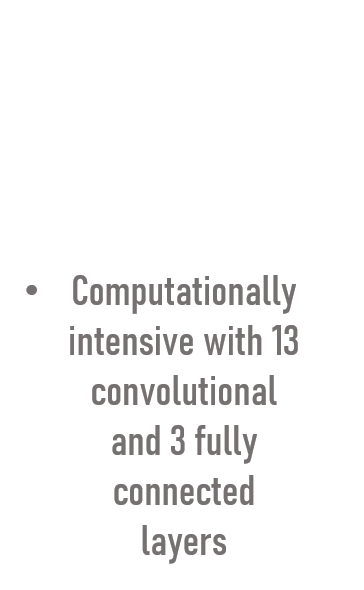 • Computationally
intensive with 13
convolutional
and 3 fully
connected
layers